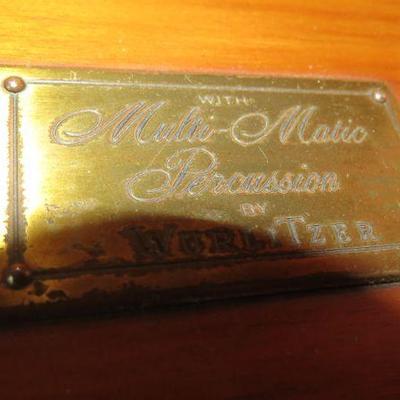 WITH
Multi-Matic
Percussion
BY
WURLITZER